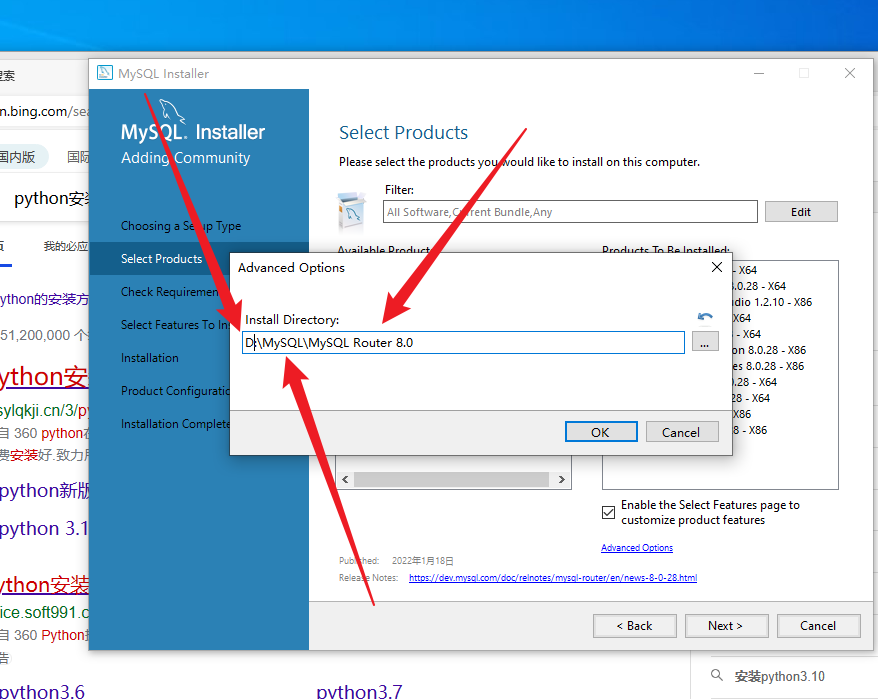 搜索
MySQL Installer
n.bing.com/sea
国内版 国际
python安
页 我的必应
ython的安装方
51,200,000 个
ython安
sylqkji.cn/3/py
自 360 python在
费安装好.致力
python新版
python 3.1
ython安装
ice.soft991.c
自 360 Python
告
python3.6
python3.7
安装python3.10
MySQL. Installer
Adding Community
Choosing a Setup Type
Select Products
Check Requiremen
Select Features To In
Installation
Product Configuratio
Installation Complete
Select Products
Please select the products you would like to install on this computer.
Filter:
All Software,Current Bundle,Any
Edit
Available Product
Products To Be Installed:
- X64
8.0.28 - X64
udio 1.2.10 - X86
X64
- X64
on 8.0.28 - X86
es 8.0.28 - X64
0.28 - X64
28 - X64
X86
8 - X86
Advanced Options
Install Directory:
D:\MySQL\MySQL Router 8.0
...
OK
Cancel
Enable the Select Features page to
customize product features
Advanced Options
Published: 2022年1月18日
Release Notes: https://dev.mysql.com/doc/relnotes/mysql-router/en/news-8-0-28.html
< Back
Next >
Cancel